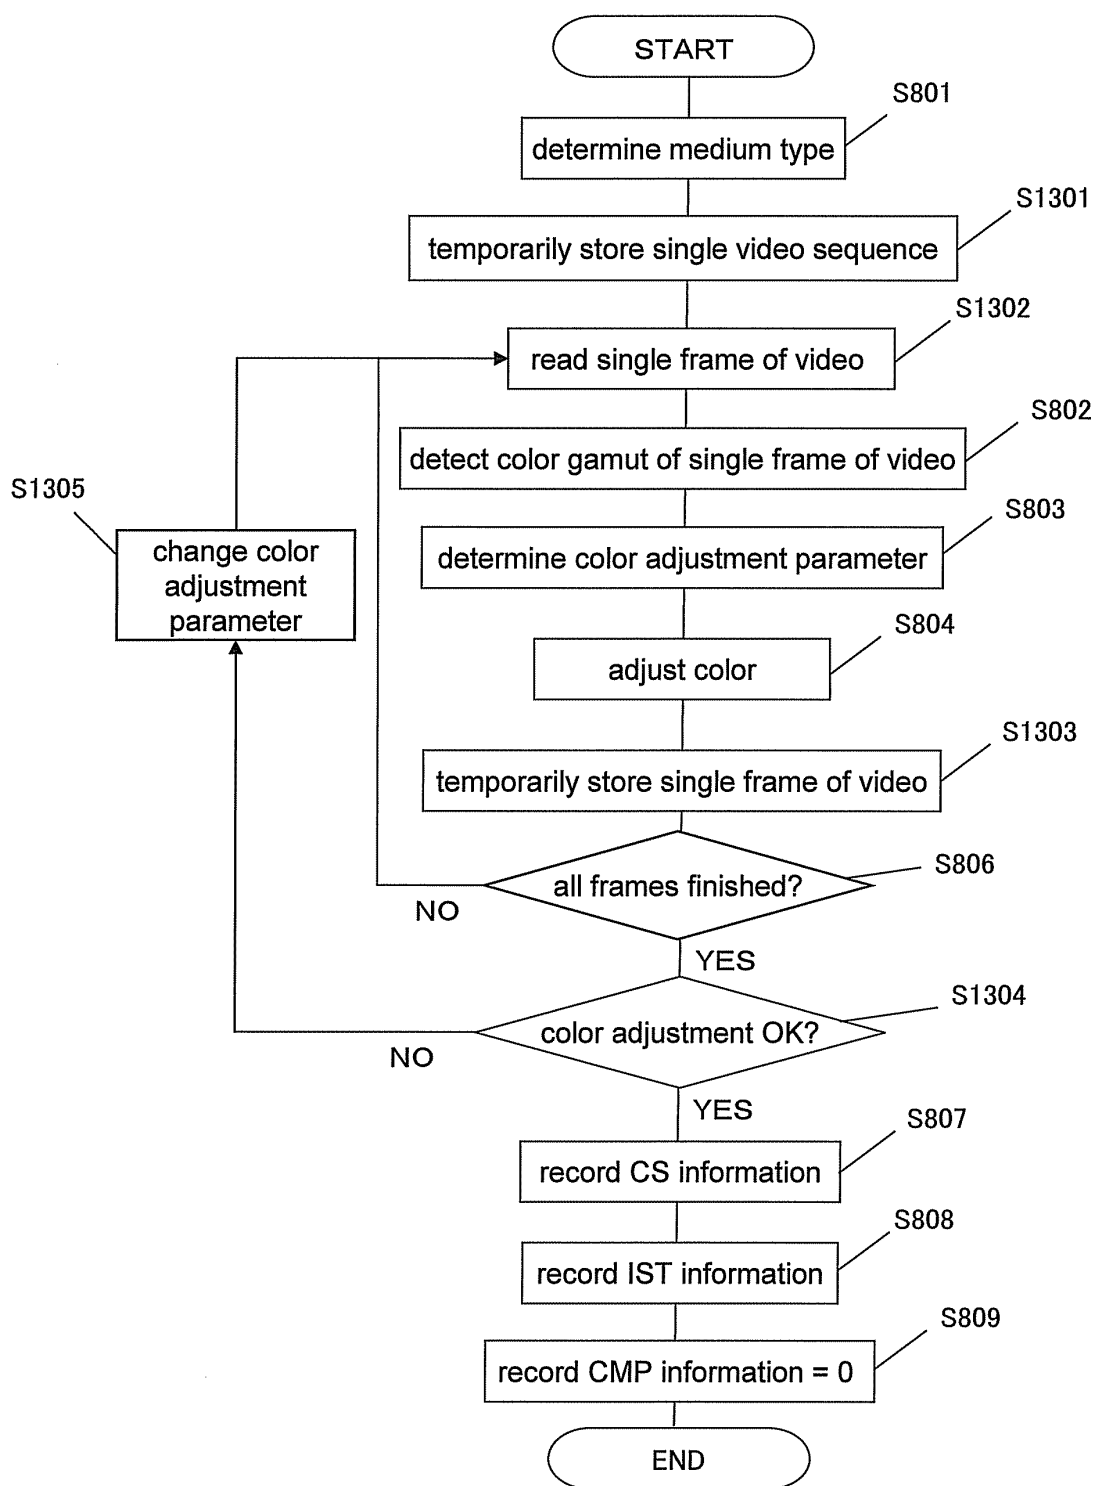 START
S801
determine medium type
S1301
temporarily store single video sequence
S1302
read single frame of video
S802
detect color gamut of single frame of video
S1305
change color
adjustment
parameter
S803
determine color adjustment parameter
S804
adjust color
S1303
temporarily store single frame of video
S806
all frames finished?
NO
YES
S1304
color adjustment OK?
NO
YES
S807
record CS information
S808
record IST information
S809
record CMP information = 0
END